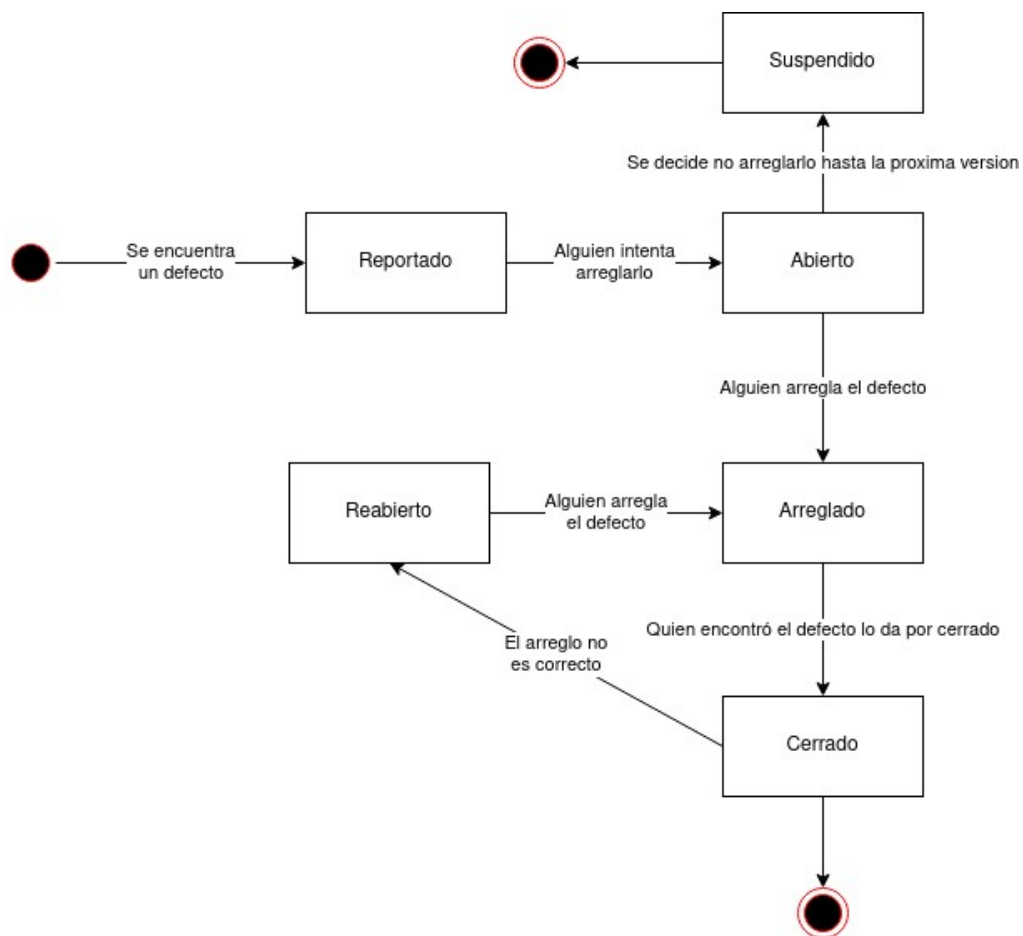 Suspendido
Se decide no arreglarlo hasta la proxima version
Se encuentra
un defecto
Reportado
Alguien intenta
arreglarlo
Abierto
Alguien arregla el defecto
Reabierto
Alguien arregla
el defecto
Arreglado
Quien encontró el defecto lo da por cerrado
El arreglo no
es correcto
Cerrado